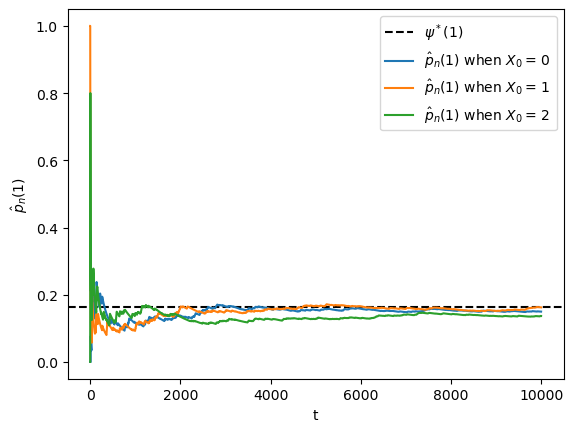 ψ*(1)
p̂ₙ(1) when X₀ = 0
p̂ₙ(1) when X₀ = 1
p̂ₙ(1) when X₀ = 2
1.0
0.8
0.6
0.4
0.2
0.0
p̂ₙ(1)
0 2000 4000 6000 8000 10000
t